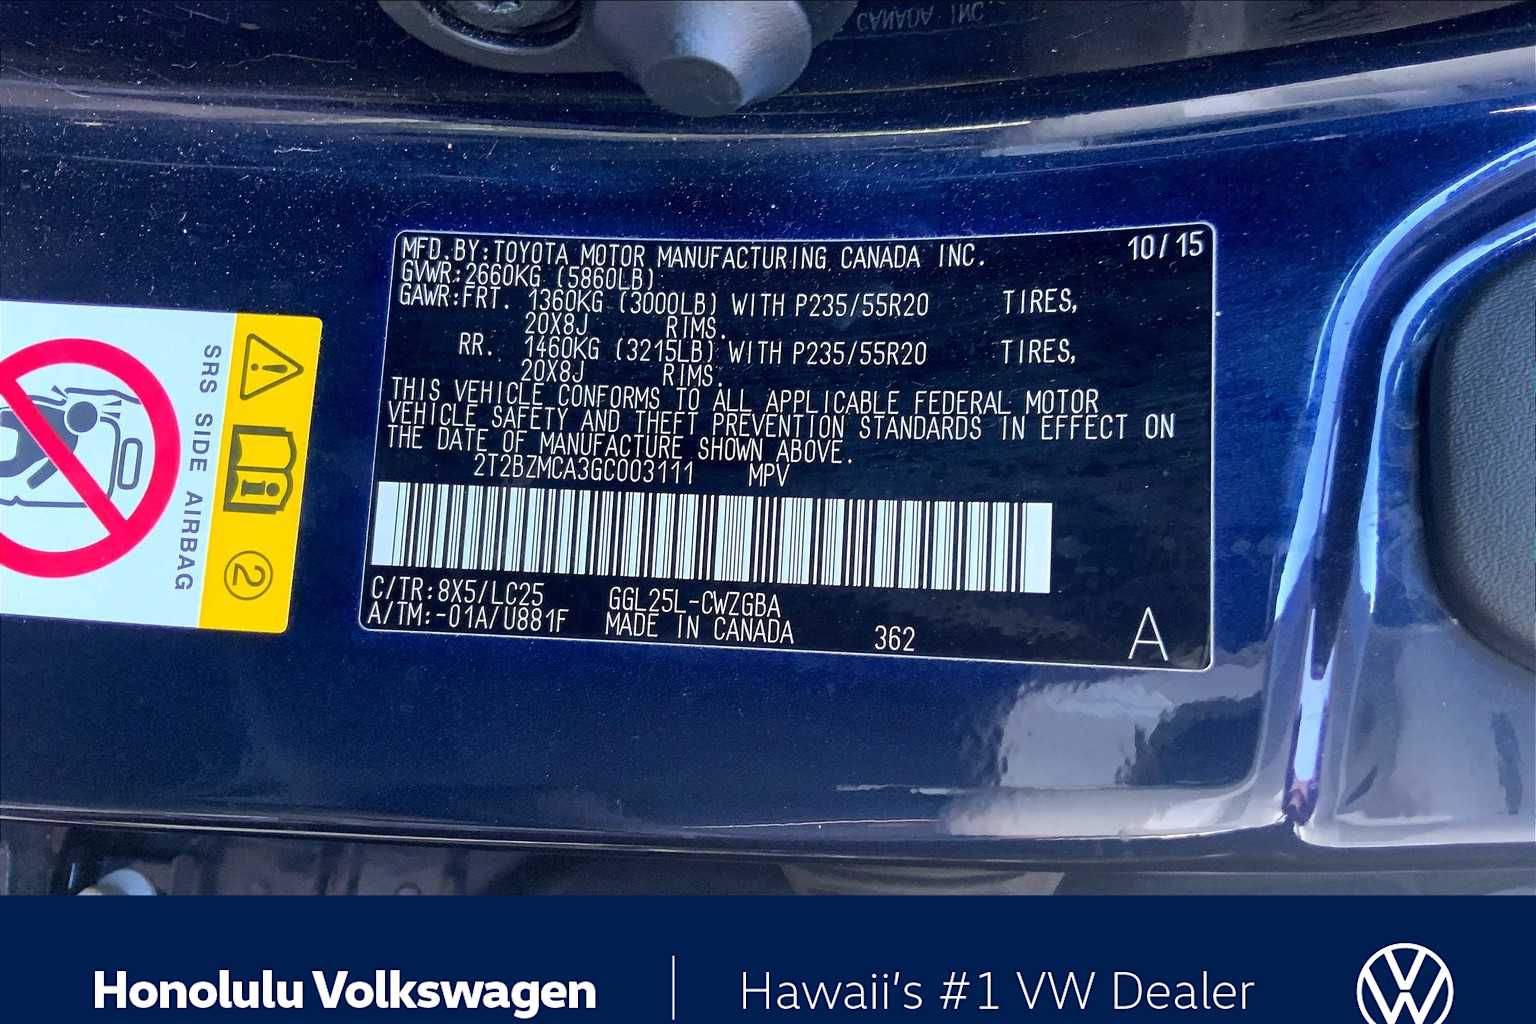 CANADA INC
MFD.BY:TOYOTA MOTOR MANUFACTURING CANADA INC. 10/15
GVWR:2660KG (5860LB)
GAWR:FRT. 1360KG (3000LB) WITH P235/55R20 TIRES,
20X8J RIMS.
RR. 1460KG (3215LB) WITH P235/55R20 TIRES,
20X8J RIMS.
THIS VEHICLE CONFORMS TO ALL APPLICABLE FEDERAL MOTOR
VEHICLE SAFETY AND THEFT PREVENTION STANDARDS IN EFFECT ON
THE DATE OF MANUFACTURE SHOWN ABOVE.
2T2BZMCA3GC003111 MPV
C/TR:8X5/LC25 GGL25L-CWZGBA
A/TM:-01A/U881F MADE IN CANADA 362 A
SRS SIDE AIRBAG
2
Honolulu Volkswagen | Hawaii's #1 VW Dealer